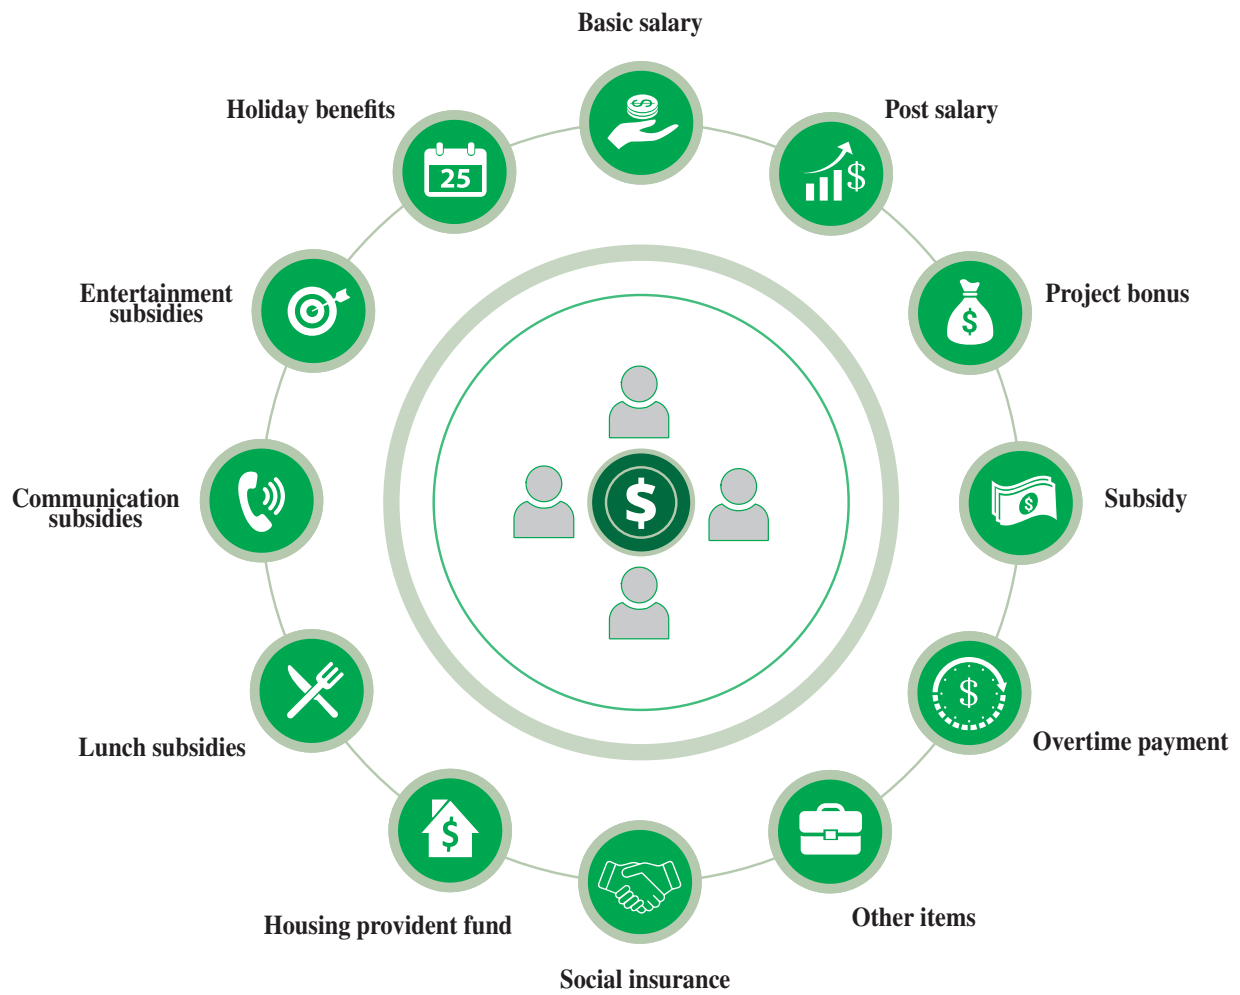 Basic salary
Holiday benefits
Post salary
25
$
Entertainment
subsidies
Project bonus
$
Communication
subsidies
$
Subsidy
$
$
Lunch subsidies
Overtime payment
$
Housing provident fund
Other items
Social insurance
$